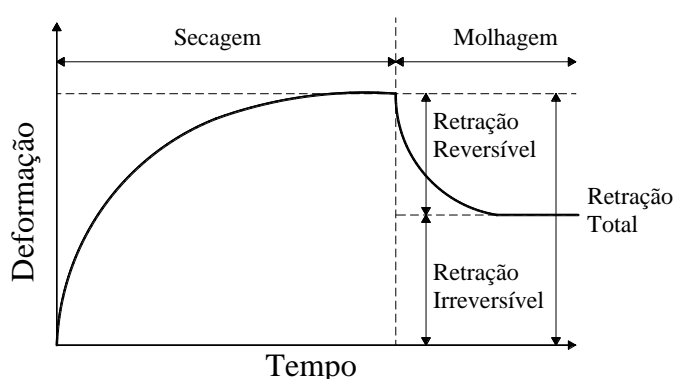 Secagem
Molhagem
Deformação
Retração
Reversível
Retração
Total
Retração
Irreversível
Tempo